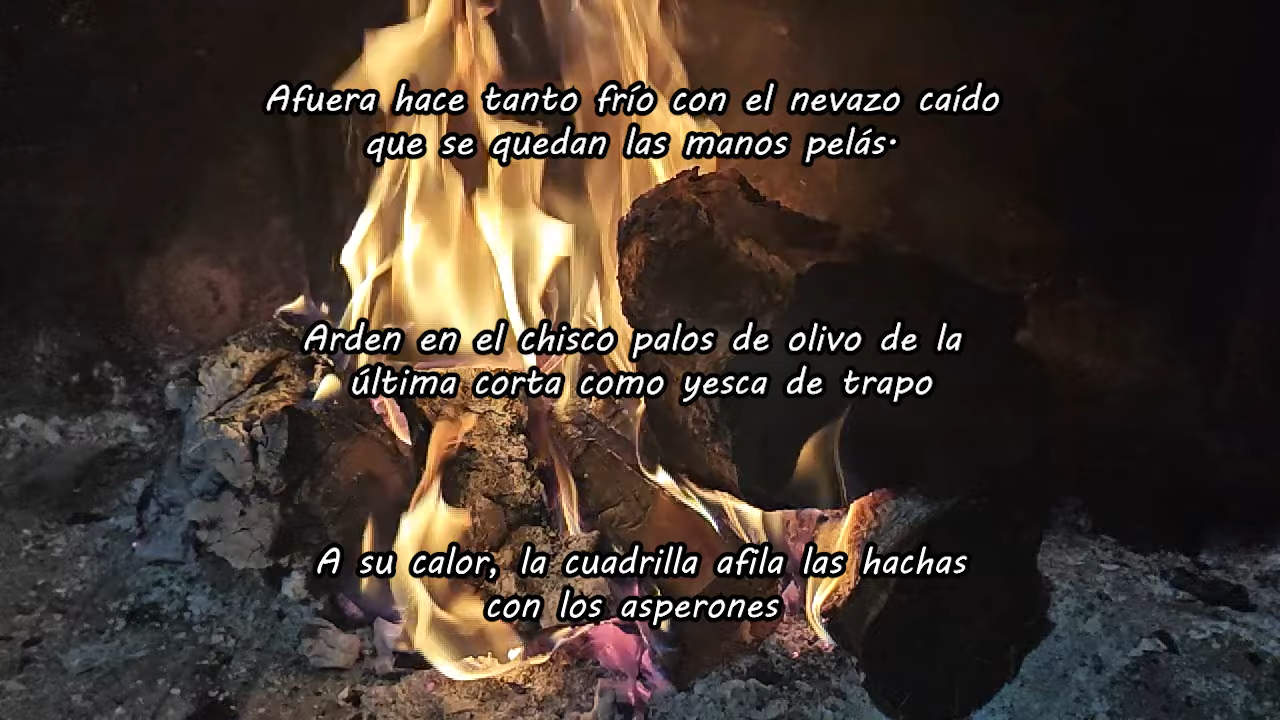 Afuera hace tanto frío con el nevazo caído
que se quedan las manos pelás·
Arden en el chisco palos de olivo de la
última corta como yesca de trapo
A su calor, la cuadrilla afila las hachas
con los asperones